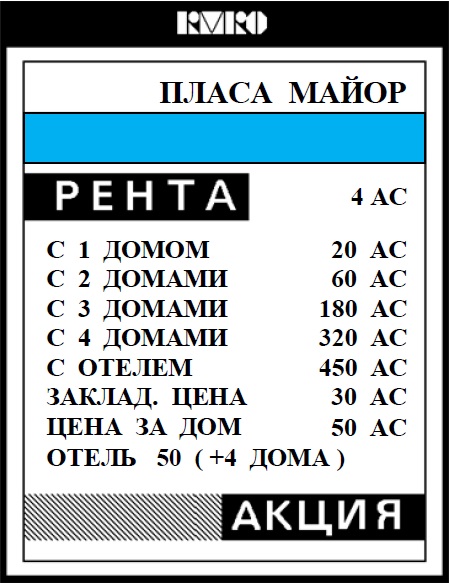 RMRO
ПЛАСА МАЙОР
РЕНТА 4 АС
С 1 ДОМОМ 20 АС
С 2 ДОМАМИ 60 АС
С 3 ДОМАМИ 180 АС
С 4 ДОМАМИ 320 АС
С ОТЕЛЕМ 450 АС
ЗАКЛАД. ЦЕНА 30 АС
ЦЕНА ЗА ДОМ 50 АС
ОТЕЛЬ 50 ( +4 ДОМА )
АКЦИЯ